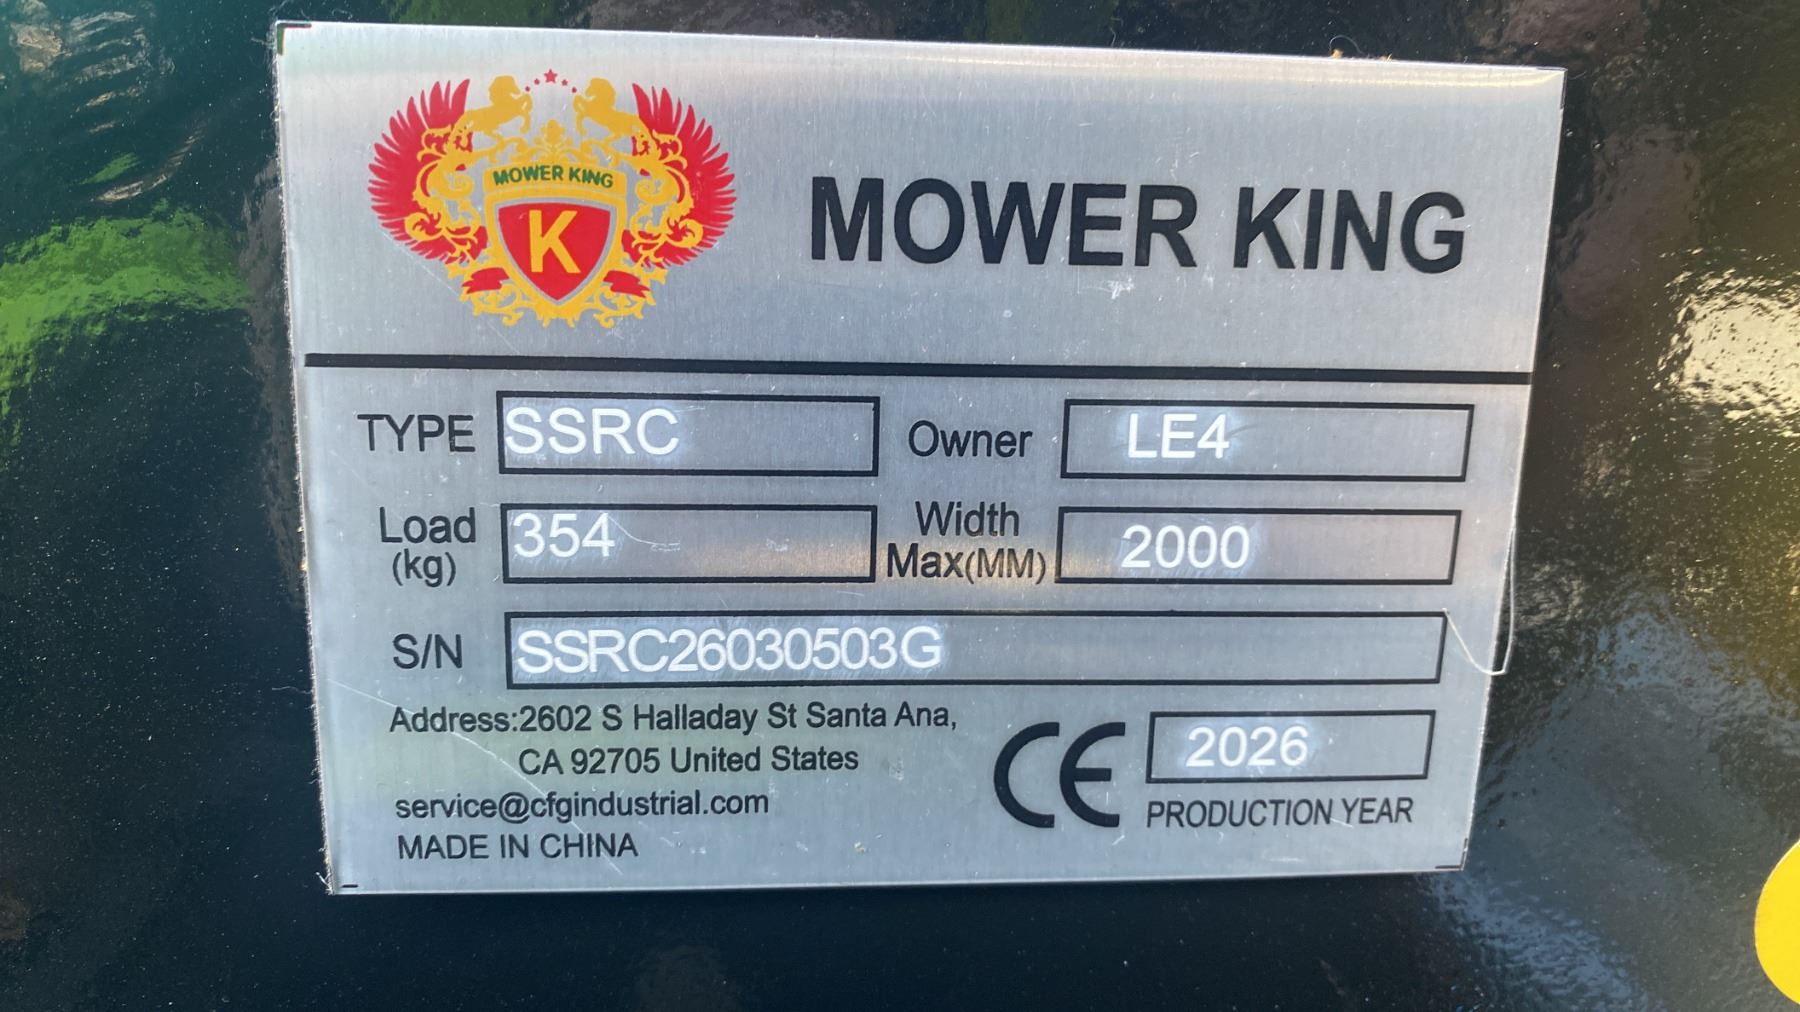 MOWER KING
K
MOWER KING
TYPE SSRC Owner LE4
Load (kg) 354 Width Max(MM) 2000
S/N SSRC26030503G
Address:2602 S Halladay St Santa Ana,
CA 92705 United States
service@cfgindustrial.com
MADE IN CHINA
CE 2026
PRODUCTION YEAR